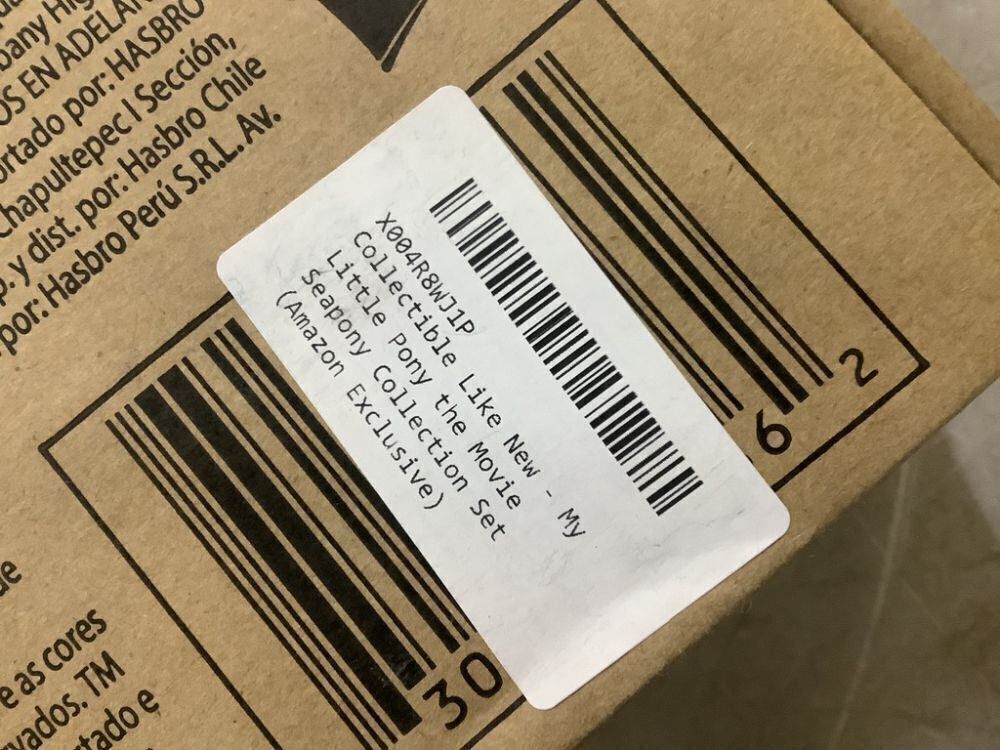 bany Hig
OS EN ADELAN
ortado por: HASBRO
Chapultepec I Sección,
p. y dist. por: Hasbro Chile
por: Hasbro Perú S.R.L. Av.
X004R8WJ1P
Collectible Like New - My
Little Pony the Movie
Seapony Collection Set
(Amazon Exclusive)
30
6 2
de
e as cores
vados. TM
rtado e